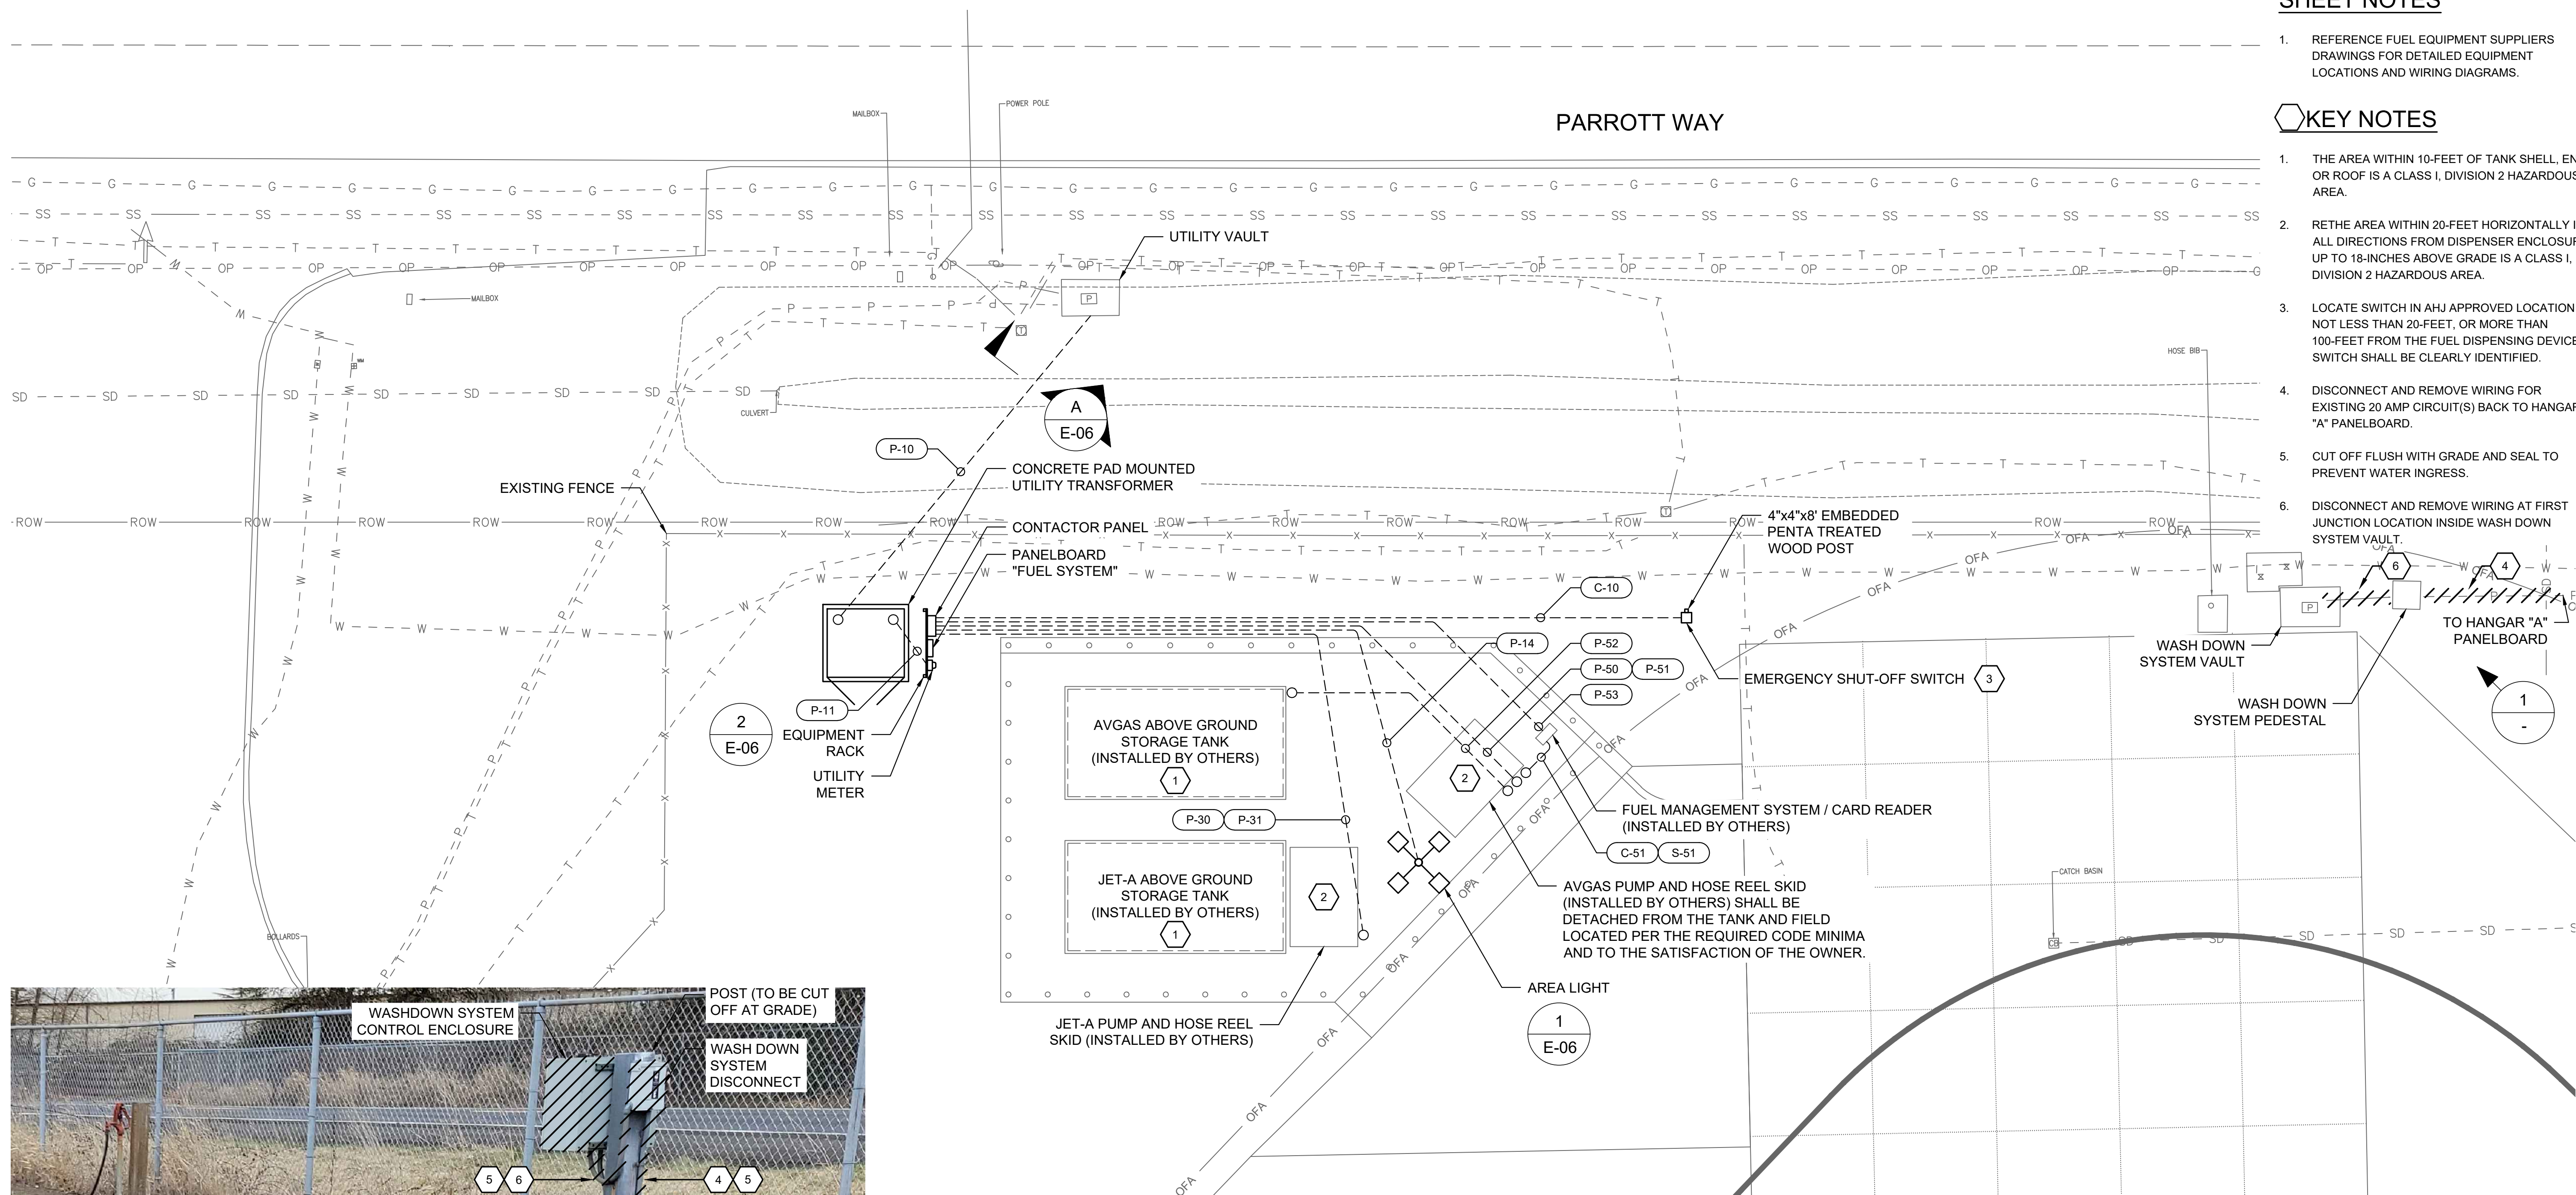 SHEET NOTES
1. REFERENCE FUEL EQUIPMENT SUPPLIERS
DRAWINGS FOR DETAILED EQUIPMENT
LOCATIONS AND WIRING DIAGRAMS.
KEY NOTES
1. THE AREA WITHIN 10-FEET OF TANK SHELL, EN
OR ROOF IS A CLASS I, DIVISION 2 HAZARDOUS
AREA.
2. RETHE AREA WITHIN 20-FEET HORIZONTALLY I
ALL DIRECTIONS FROM DISPENSER ENCLOSUR
UP TO 18-INCHES ABOVE GRADE IS A CLASS I,
DIVISION 2 HAZARDOUS AREA.
3. LOCATE SWITCH IN AHJ APPROVED LOCATION
NOT LESS THAN 20-FEET, OR MORE THAN
100-FEET FROM THE FUEL DISPENSING DEVICE
SWITCH SHALL BE CLEARLY IDENTIFIED.
4. DISCONNECT AND REMOVE WIRING FOR
EXISTING 20 AMP CIRCUIT(S) BACK TO HANGAR
"A" PANELBOARD.
5. CUT OFF FLUSH WITH GRADE AND SEAL TO
PREVENT WATER INGRESS.
6. DISCONNECT AND REMOVE WIRING AT FIRST
JUNCTION LOCATION INSIDE WASH DOWN
SYSTEM VAULT.
PARROTT WAY
MAILBOX
POWER POLE
UTILITY VAULT
P
T
MAILBOX
CULVERT
HOSE BIB
A
E-06
P-10
CONCRETE PAD MOUNTED
UTILITY TRANSFORMER
EXISTING FENCE
CONTACTOR PANEL
PANELBOARD
"FUEL SYSTEM"
4"x4"x8' EMBEDDED
PENTA TREATED
WOOD POST
T
C-10
6
4
P
TO HANGAR "A"
PANELBOARD
WASH DOWN
SYSTEM VAULT
WASH DOWN
SYSTEM PEDESTAL
1
-
P-14
P-52
P-50
P-51
P-53
EMERGENCY SHUT-OFF SWITCH
3
P-11
2
E-06
EQUIPMENT
RACK
UTILITY
METER
AVGAS ABOVE GROUND
STORAGE TANK
(INSTALLED BY OTHERS)
1
2
P-30
P-31
FUEL MANAGEMENT SYSTEM / CARD READER
(INSTALLED BY OTHERS)
C-51
S-51
JET-A ABOVE GROUND
STORAGE TANK
(INSTALLED BY OTHERS)
1
2
AVGAS PUMP AND HOSE REEL SKID
(INSTALLED BY OTHERS) SHALL BE
DETACHED FROM THE TANK AND FIELD
LOCATED PER THE REQUIRED CODE MINIMA
AND TO THE SATISFACTION OF THE OWNER.
CATCH BASIN
CB
BOLLARDS
AREA LIGHT
1
E-06
JET-A PUMP AND HOSE REEL
SKID (INSTALLED BY OTHERS)
WASHDOWN SYSTEM
CONTROL ENCLOSURE
POST (TO BE CUT
OFF AT GRADE)
WASH DOWN
SYSTEM
DISCONNECT
5
6
4
5